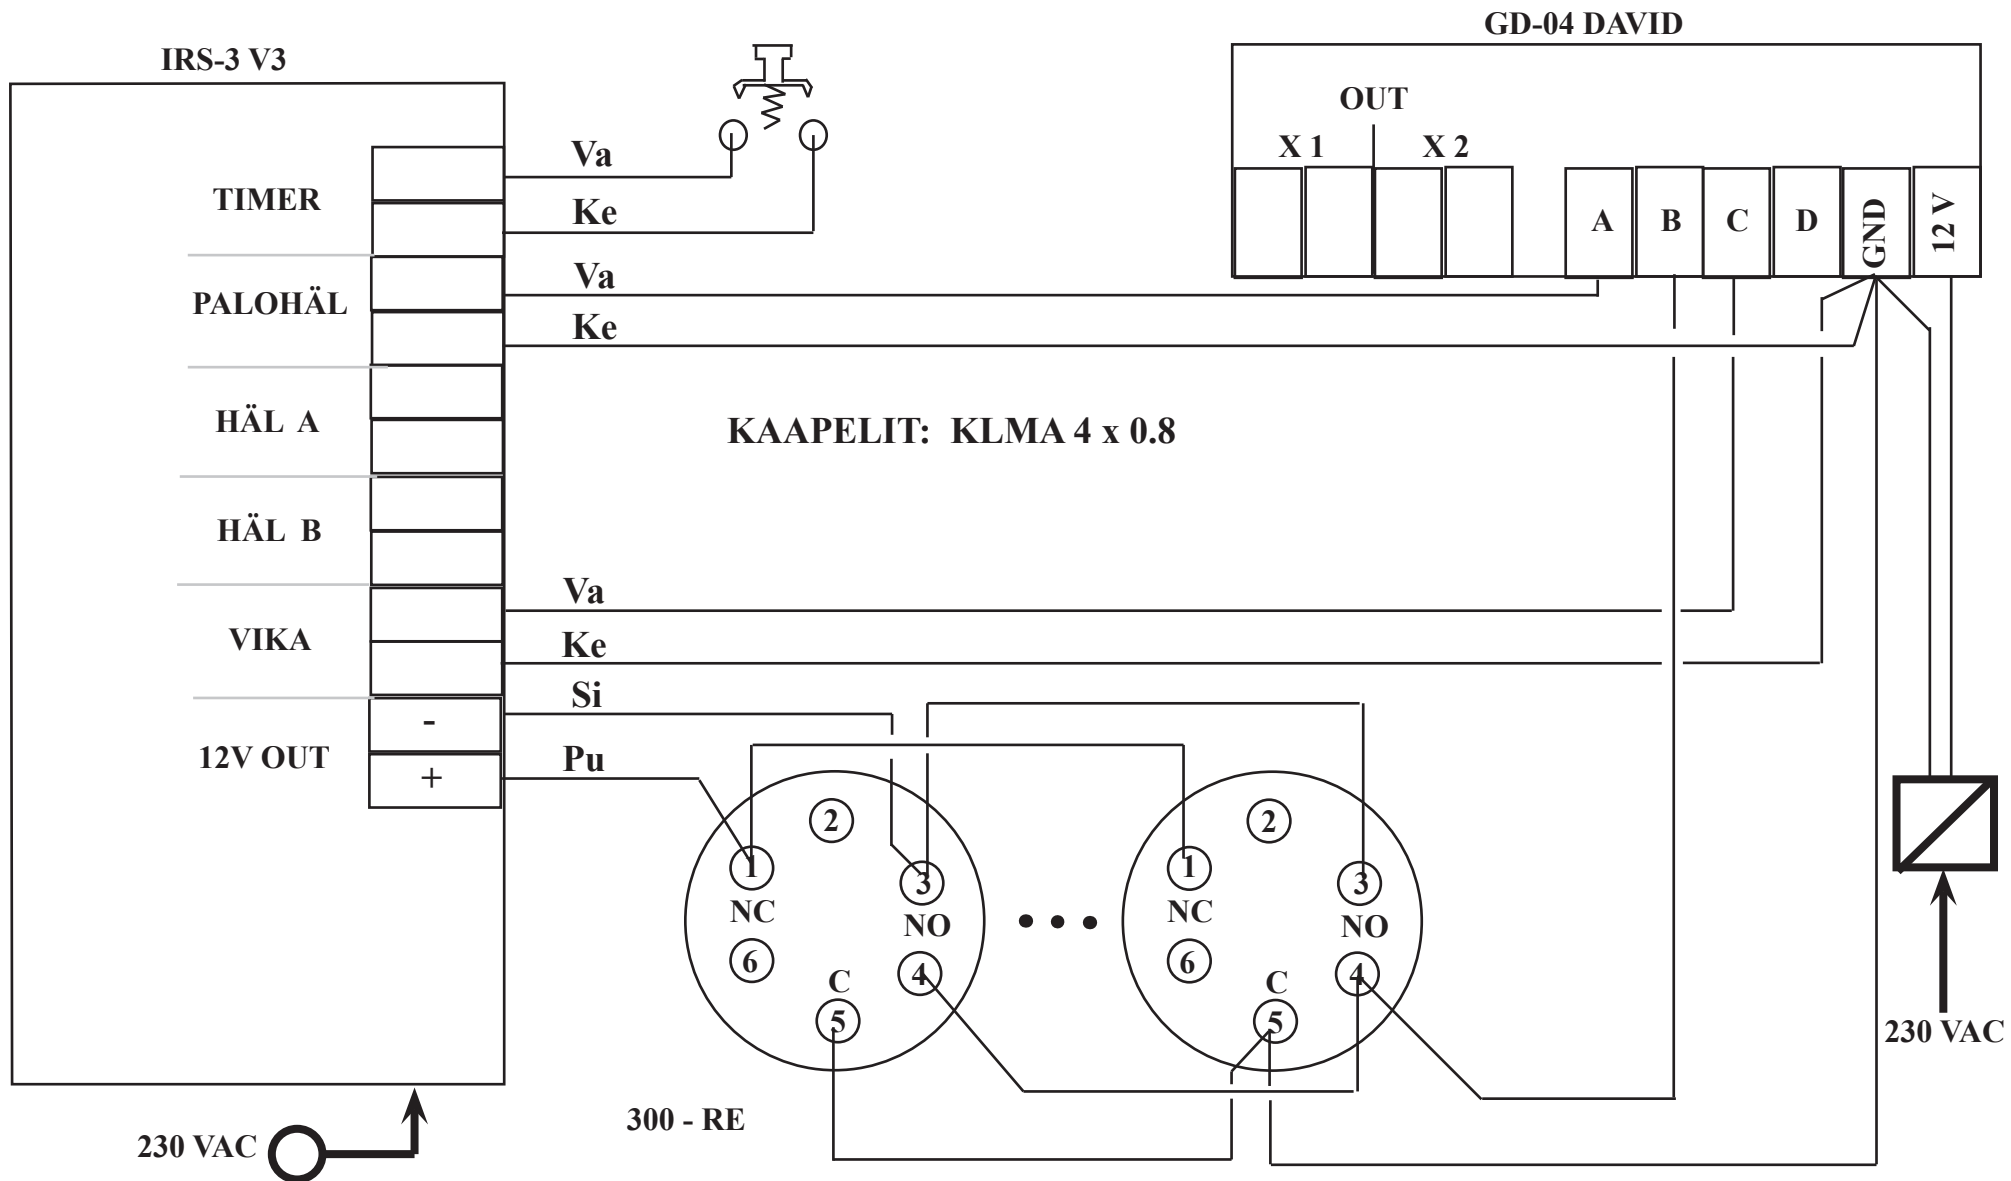 GD-04 DAVID
IRS-3 V3
OUT
X 1 X 2
A B C D GND 12 V
TIMER
Va
Ke
PALOHÄL
Va
Ke
HÄL A
KAAPELIT: KLMA 4 x 0.8
HÄL B
VIKA
Va
Ke
12V OUT
-
+
Si
Pu
2
1
3
NC
NO
6
4
C
5
2
1
3
NC
NO
6
4
C
5
300 - RE
230 VAC
230 VAC